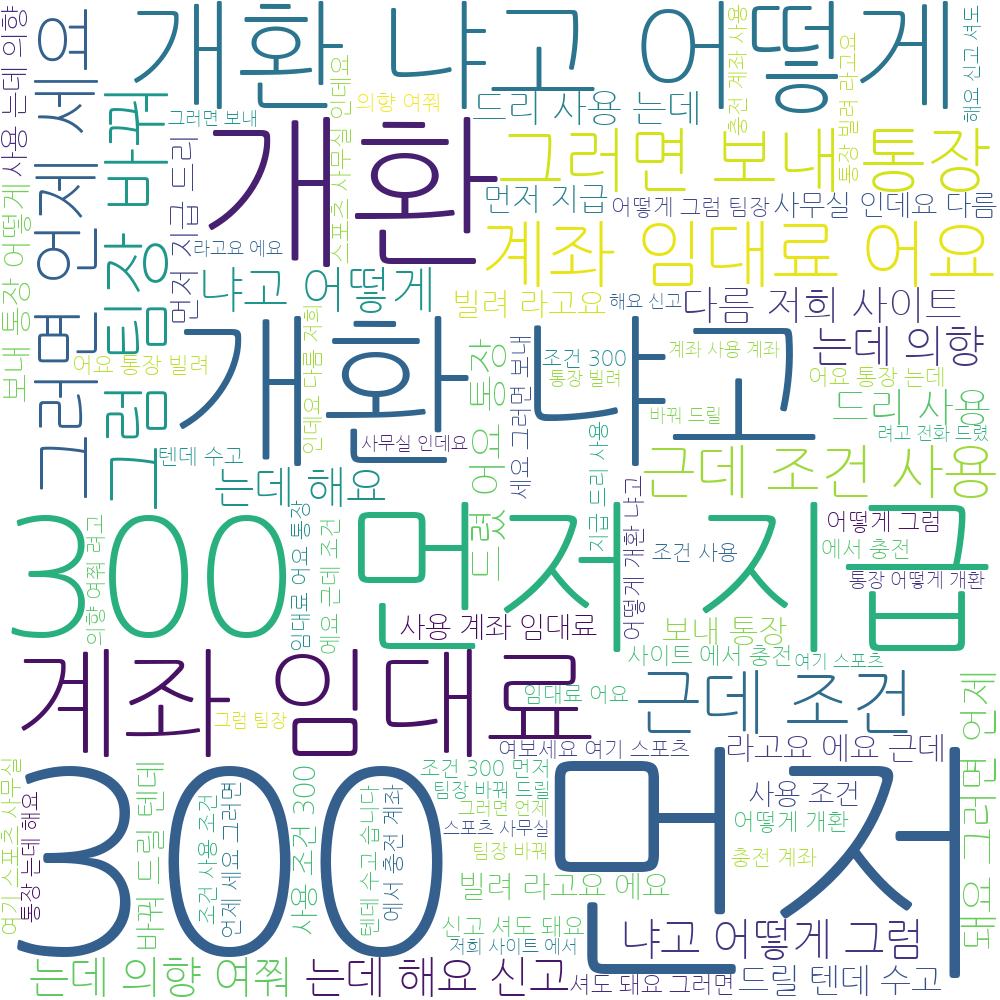 개환 냐고 어떻게
해요 신고 셔도
충전 계좌 사용
통장 빌려 라고요
사용 는데 의향
그러면 언제 세요
그럼 팀장 바꿔
그러면 보내
스포츠 사무실 인데요
의향 여쭤
드리 사용 는데
개환
그러면 보내 통장
먼저 지급 드리
먼저 지급
어떻게 그럼 팀장
사무실 인데요 다름
보내 통장 어떻게
라고요 에요
계좌 임대료 어요
냐고 어떻게
빌려 라고요
해요 신고
다름 저희 사이트
개환 냐고
인데요 다름 저희
어요 통장 빌려
어요 통장
세요 그러면 보내
조건 300
계좌 사용 계좌
는데 의향
통장 빌려
어요 통장 는데
바꿔 드릴
드리 사용
사무실 인데요
려고 전화 드렸
텐데 수고
지급 드리 사용
근데 조건 사용
는데 해요
300 먼저 지급
의향 여쭤 려고
임대료 어요 통장
에요 근데 조건
드렸
어떻게 개환 냐고
조건 사용
어떻게 그럼
에서 충전
통장 어떻게 개환
사용 계좌 임대료
보내 통장
계좌 임대료
사이트 에서 충전
여기 스포츠
근데 조건
임대료 어요
그럼 팀장
여보세요 여기 스포츠
라고요 에요 근데
돼요 그러면 언제
300 먼저
여기 스포츠 사무실
통장 는데 해요
바꿔 드릴 텐데
조건 사용 조건
언제 세요 그러면
사용 조건 300
텐데 수고 습니다
에서 충전 계좌
조건 300 먼저
팀장 바꿔 드릴
그러면 언제
스포츠 사무실
팀장 바꿔
사용 조건
어떻게 개환
충전 계좌
빌려 라고요 에요
신고 셔도 돼요
저희 사이트 에서
냐고 어떻게 그럼
는데 의향 여쭤
는데 해요 신고
셔도 돼요 그러면
드릴 텐데 수고